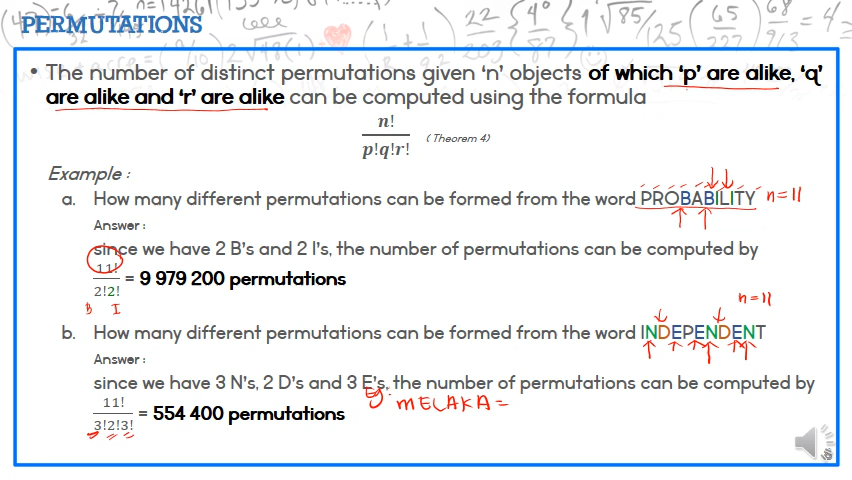 PERMUTATIONS
• The number of distinct permutations given ‘n’ objects of which ‘p’ are alike, ‘q’
are alike and ‘r’ are alike can be computed using the formula
n!
p!q!r!
( Theorem 4)
Example :
a. How many different permutations can be formed from the word PROBABILITY n=11
Answer :
since we have 2 B's and 2 I's, the number of permutations can be computed by
11!
2!2!
= 9 979 200 permutations
B I
n=11
b. How many different permutations can be formed from the word INDEPENDENT
Answer :
since we have 3 N's, 2 D's and 3 E's, the number of permutations can be computed by
11!
3!2!3!
= 554 400 permutations
Eg: MELAKA =